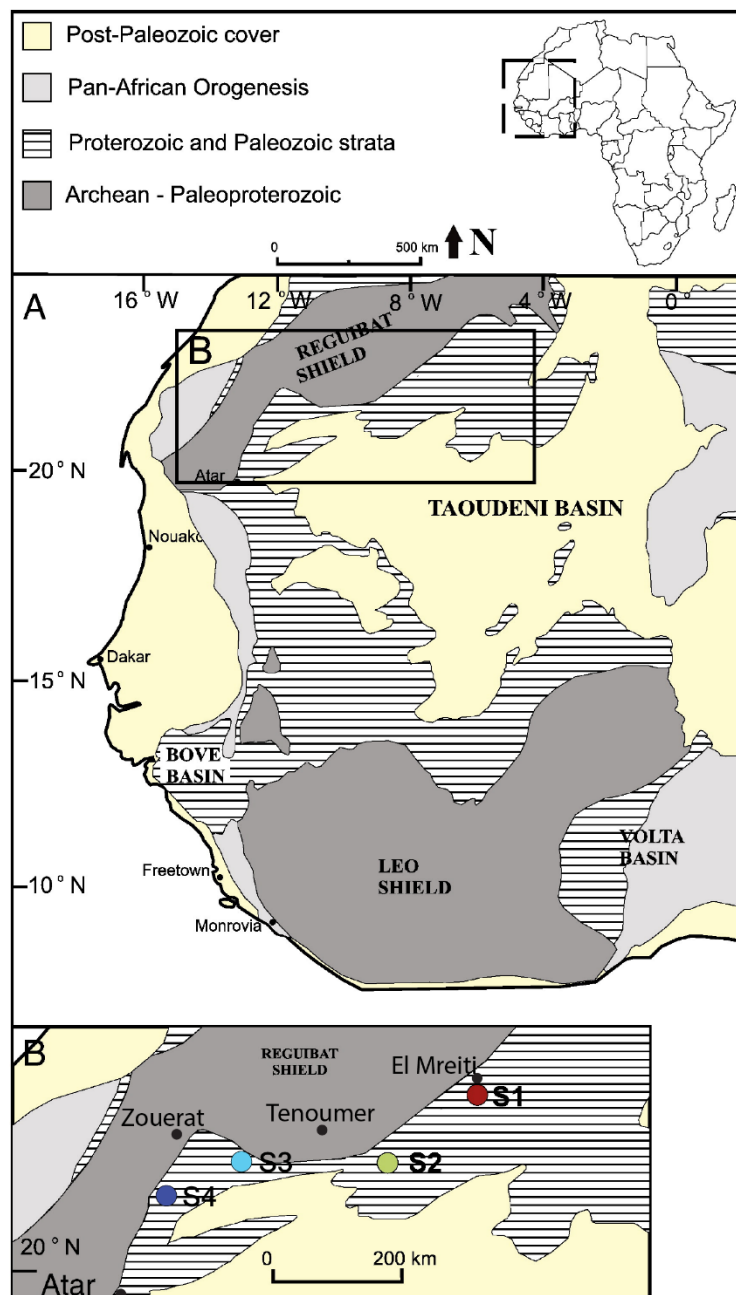 Post-Paleozoic cover
Pan-African Orogenesis
Proterozoic and Paleozoic strata
Archean - Paleoproterozoic
0 500 km
N
A
16° W 12° W 8° W 4° W 0°
B
REGUIBAT
SHIELD
20° N
Atar
TAOUDENI BASIN
Nouako
Dakar
15° N
BOVE
BASIN
VOLTA
BASIN
Freetown
LEO
SHIELD
10° N
Monrovia
B
REGUIBAT
SHIELD
El Mreiti
S1
Zouerat
Tenoumer
S3
S2
S4
20° N
0 200 km
Atar